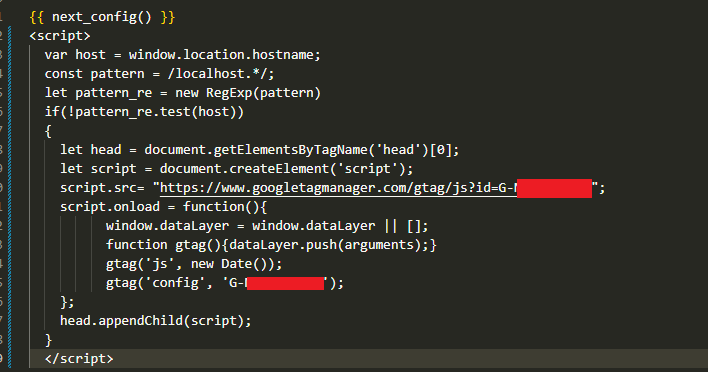 {{ next_config() }}
<script>
var host = window.location.hostname;
const pattern = /localhost.*/;
let pattern_re = new RegExp(pattern)
if(!pattern_re.test(host))
{
let head = document.getElementsByTagName('head')[0];
let script = document.createElement('script');
script.src= "https://www.googletagmanager.com/gtag/js?id=G-";
script.onload = function(){
window.dataLayer = window.dataLayer || [];
function gtag(){dataLayer.push(arguments);}
gtag('js', new Date());
gtag('config', 'G-');
};
head.appendChild(script);
}
</script>